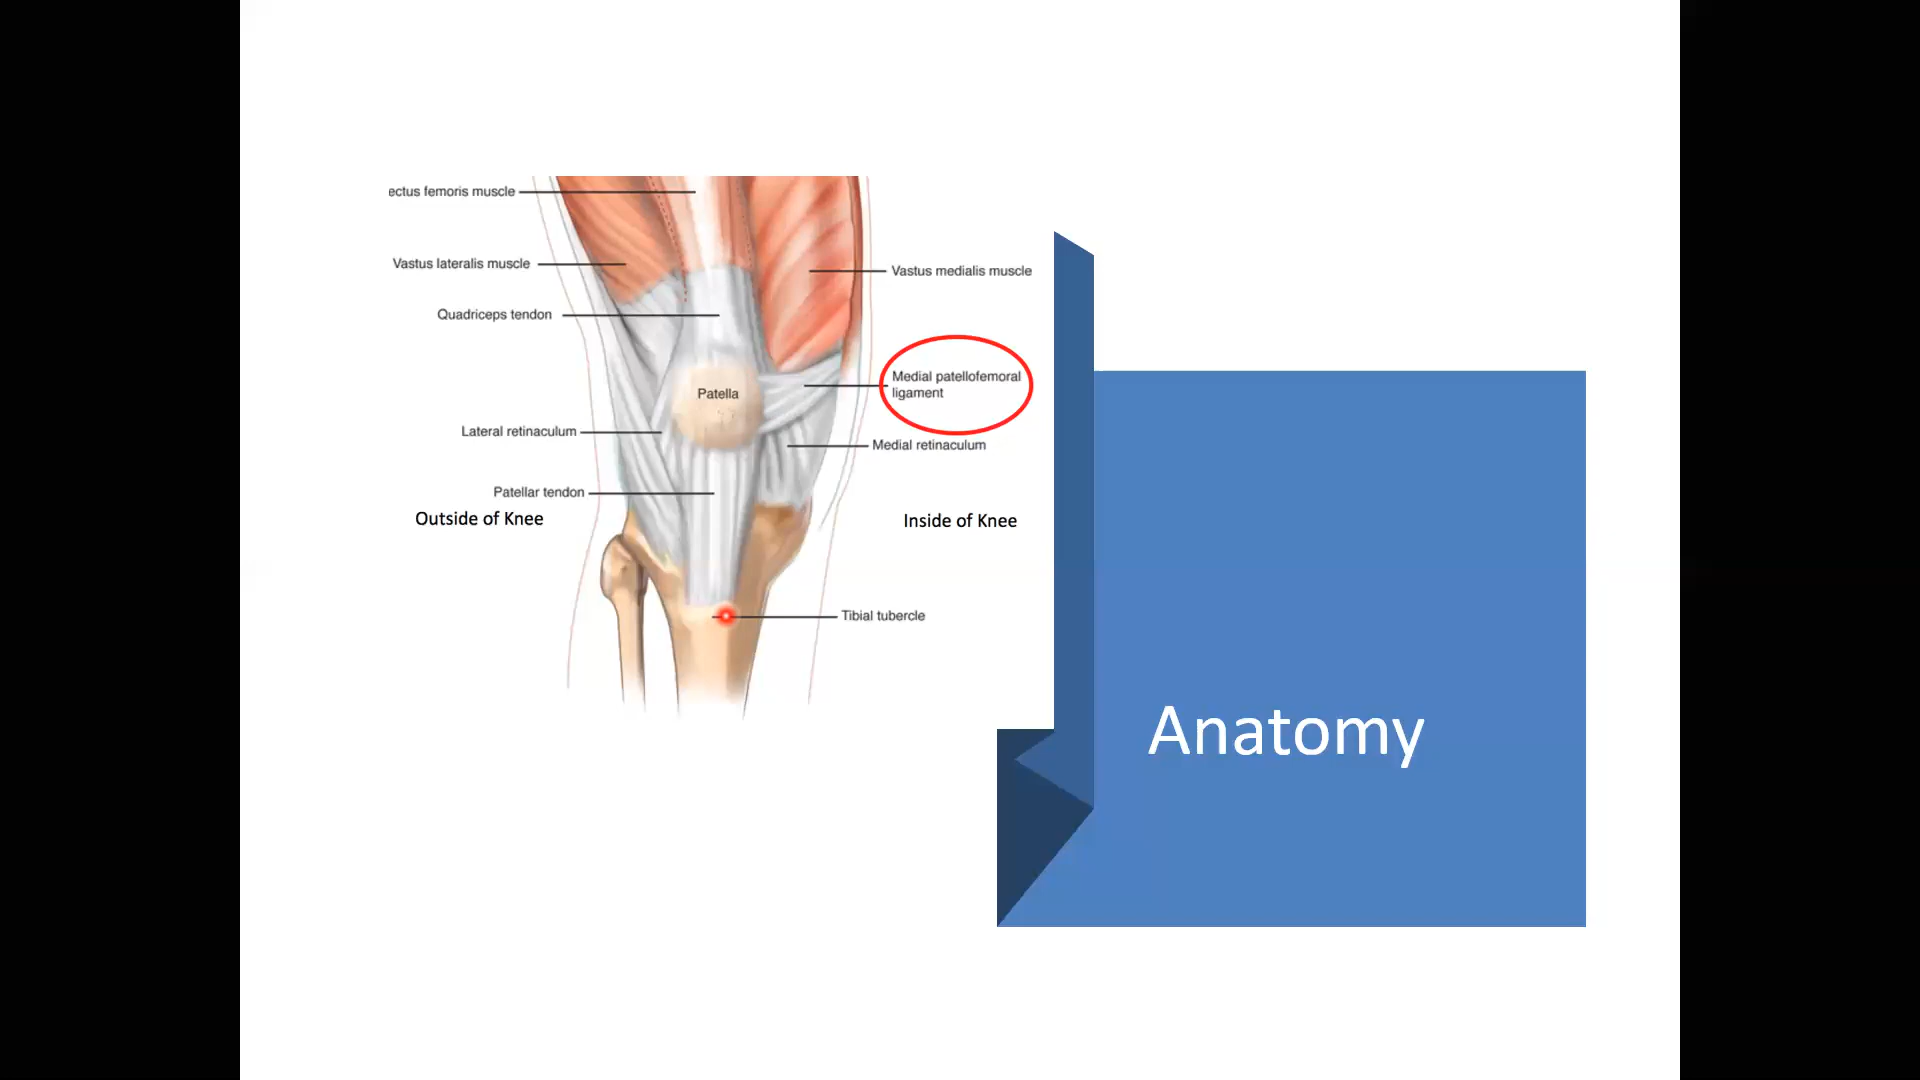 ectus femoris muscle
Vastus lateralis muscle
Vastus medialis muscle
Quadriceps tendon
Medial patellofemoral
ligament
Patella
Lateral retinaculum
Medial retinaculum
Patellar tendon
Outside of Knee
Inside of Knee
Tibial tubercle
Anatomy